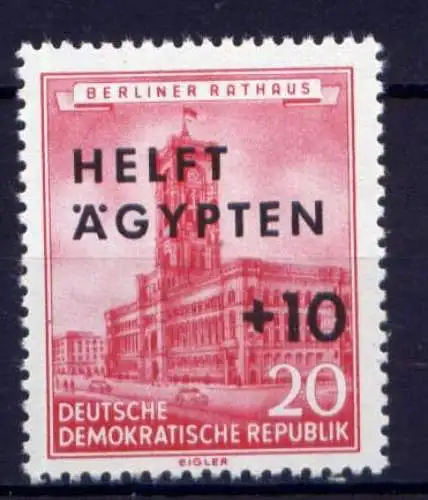 BERLINER RATHAUS
HELFT
ÄGYPTEN
+10
20
DEUTSCHE
DEMOKRATISCHE REPUBLIK
EIGLER